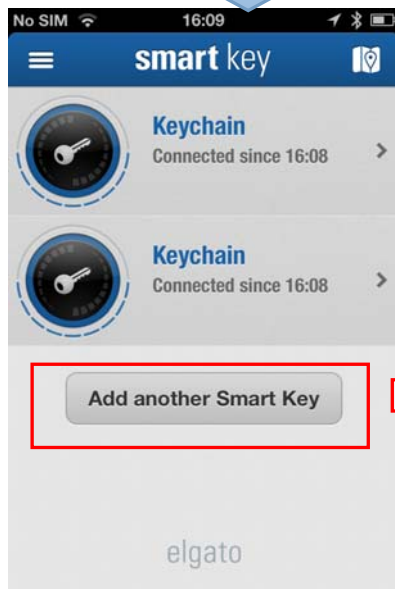 No SIM 16:09
smart key
Keychain
Connected since 16:08
Keychain
Connected since 16:08
Add another Smart Key
elgato